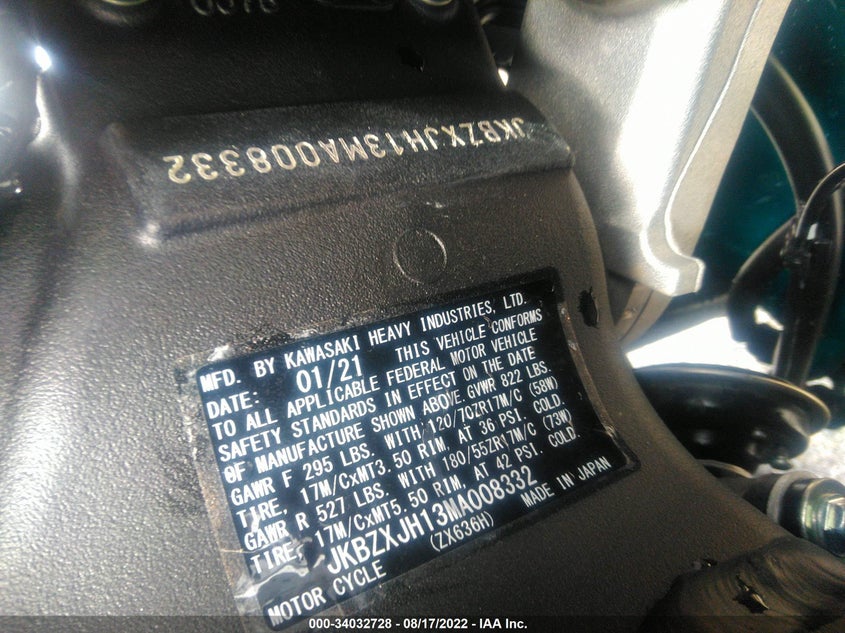 JKBZXJH13MA008332
MFD. BY KAWASAKI HEAVY INDUSTRIES, LTD.
DATE: 01/21 THIS VEHICLE CONFORMS
TO ALL APPLICABLE FEDERAL MOTOR VEHICLE
SAFETY STANDARDS IN EFFECT ON THE DATE
OF MANUFACTURE SHOWN ABOVE. GVWR 822 LBS.
GAWR F 295 LBS. WITH 120/70ZR17M/C (58W)
TIRE, 17M/CxMT3.50 RIM, AT 36 PSI. COLD.
GAWR R 527 LBS. WITH 180/55ZR17M/C (73W)
TIRE, 17M/CxMT5.50 RIM, AT 42 PSI. COLD.
JKBZXJH13MA008332
MOTOR CYCLE (ZX636H) MADE IN JAPAN
000-34032728 - 08/17/2022 - IAA Inc.